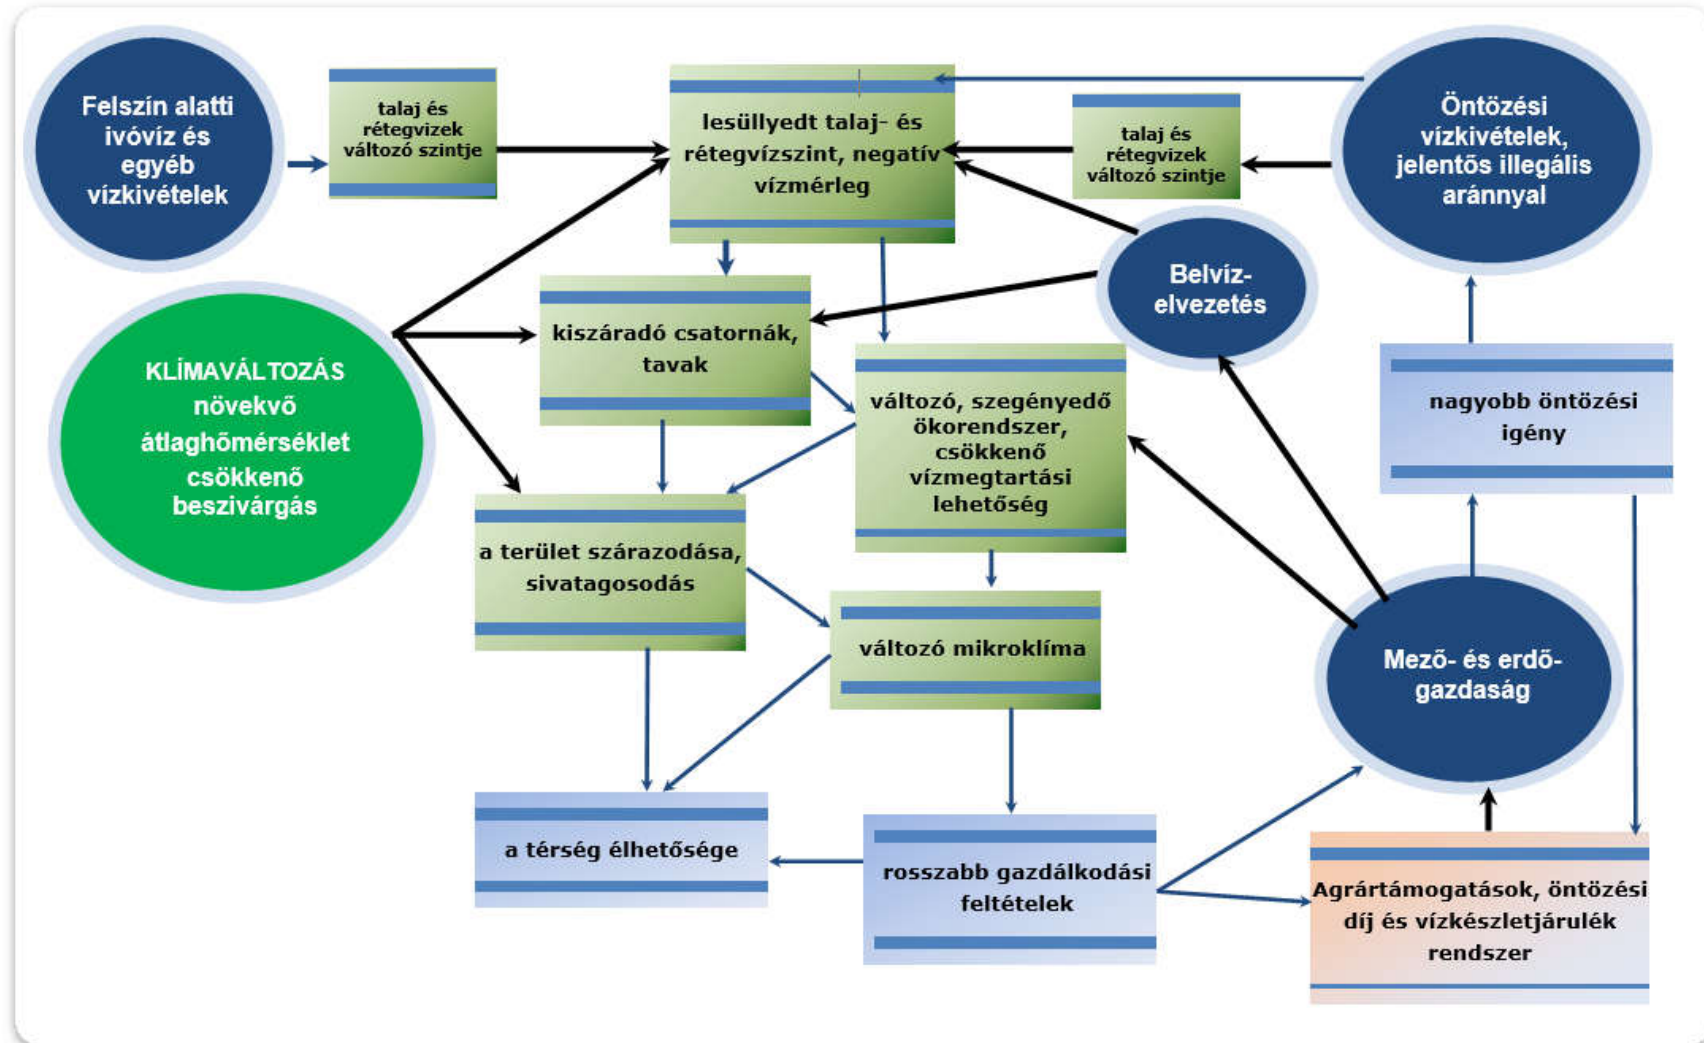 Felszín alatti
ivóvíz és
egyéb
vízkivételek
talaj és
rétegvizek
változó szintje
lesüllyedt talaj- és
rétegvízszint, negatív
vízmérleg
talaj és
rétegvizek
változó szintje
Öntözési
vízkivételek,
jelentős illegális
aránnyal
Belvíz-
elvezetés
KLÍMAVÁLTOZÁS
növekvő
átlaghőmérséklet
csökkenő
beszivárgás
kiszáradó csatornák,
tavak
változó, szegényedő
ökorendszer,
csökkenő
vízmegtartási
lehetőség
nagyobb öntözési
igény
a terület szárazodása,
sivatagosodás
változó mikroklíma
Mező- és erdő-
gazdaság
a térség élhetősége
rosszabb gazdálkodási
feltételek
Agrártámogatások, öntözési
díj és vízkészletjárulék
rendszer